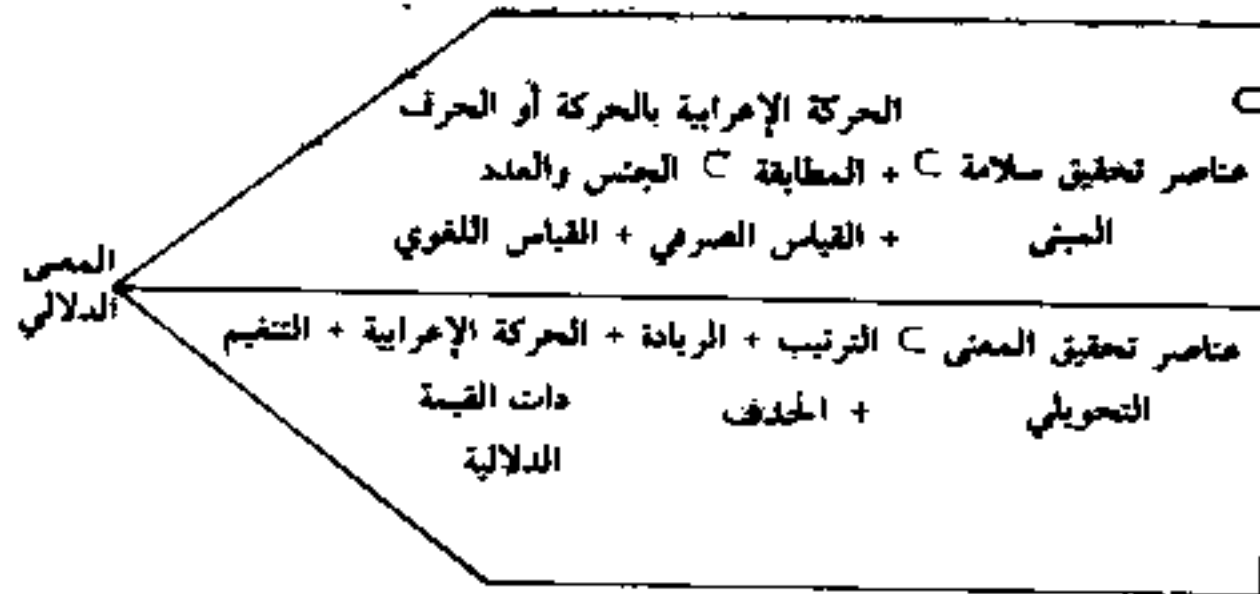 الحركة الإعرابية بالحركة أو الحرف
عناصر تحقيق سلامة ⊃ + المطابقة ⊃ الجنس والعدد
المبنى + القياس الصرفي + القياس اللغوي
المعنى
الدلالي
عناصر تحقيق المعنى ⊃ الترتيب + الزيادة + الحركة الإعرابية + التنغيم
التحويلي + الحذف ذات القيمة
الدلالية